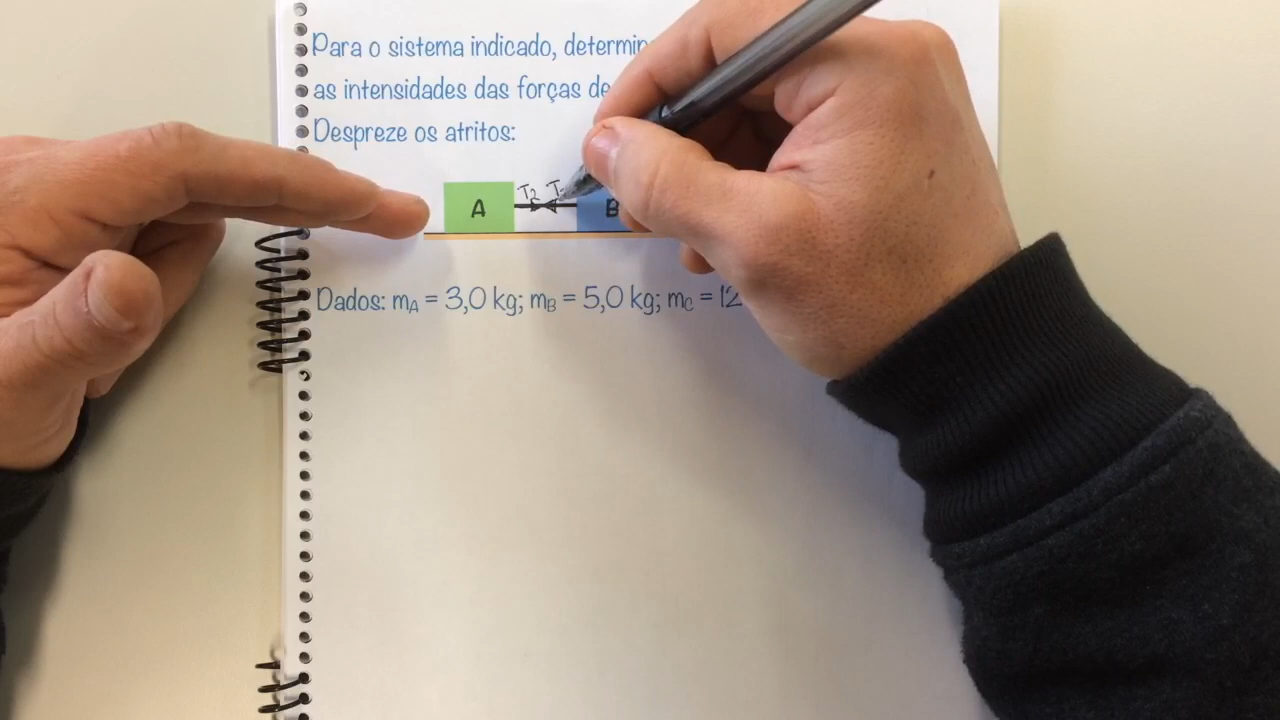 Para o sistema indicado, determin
as intensidades das forças de
Despreze os atritos:
T2 T
A B
Dados: mA = 3,0 kg; mB = 5,0 kg; mC = 12